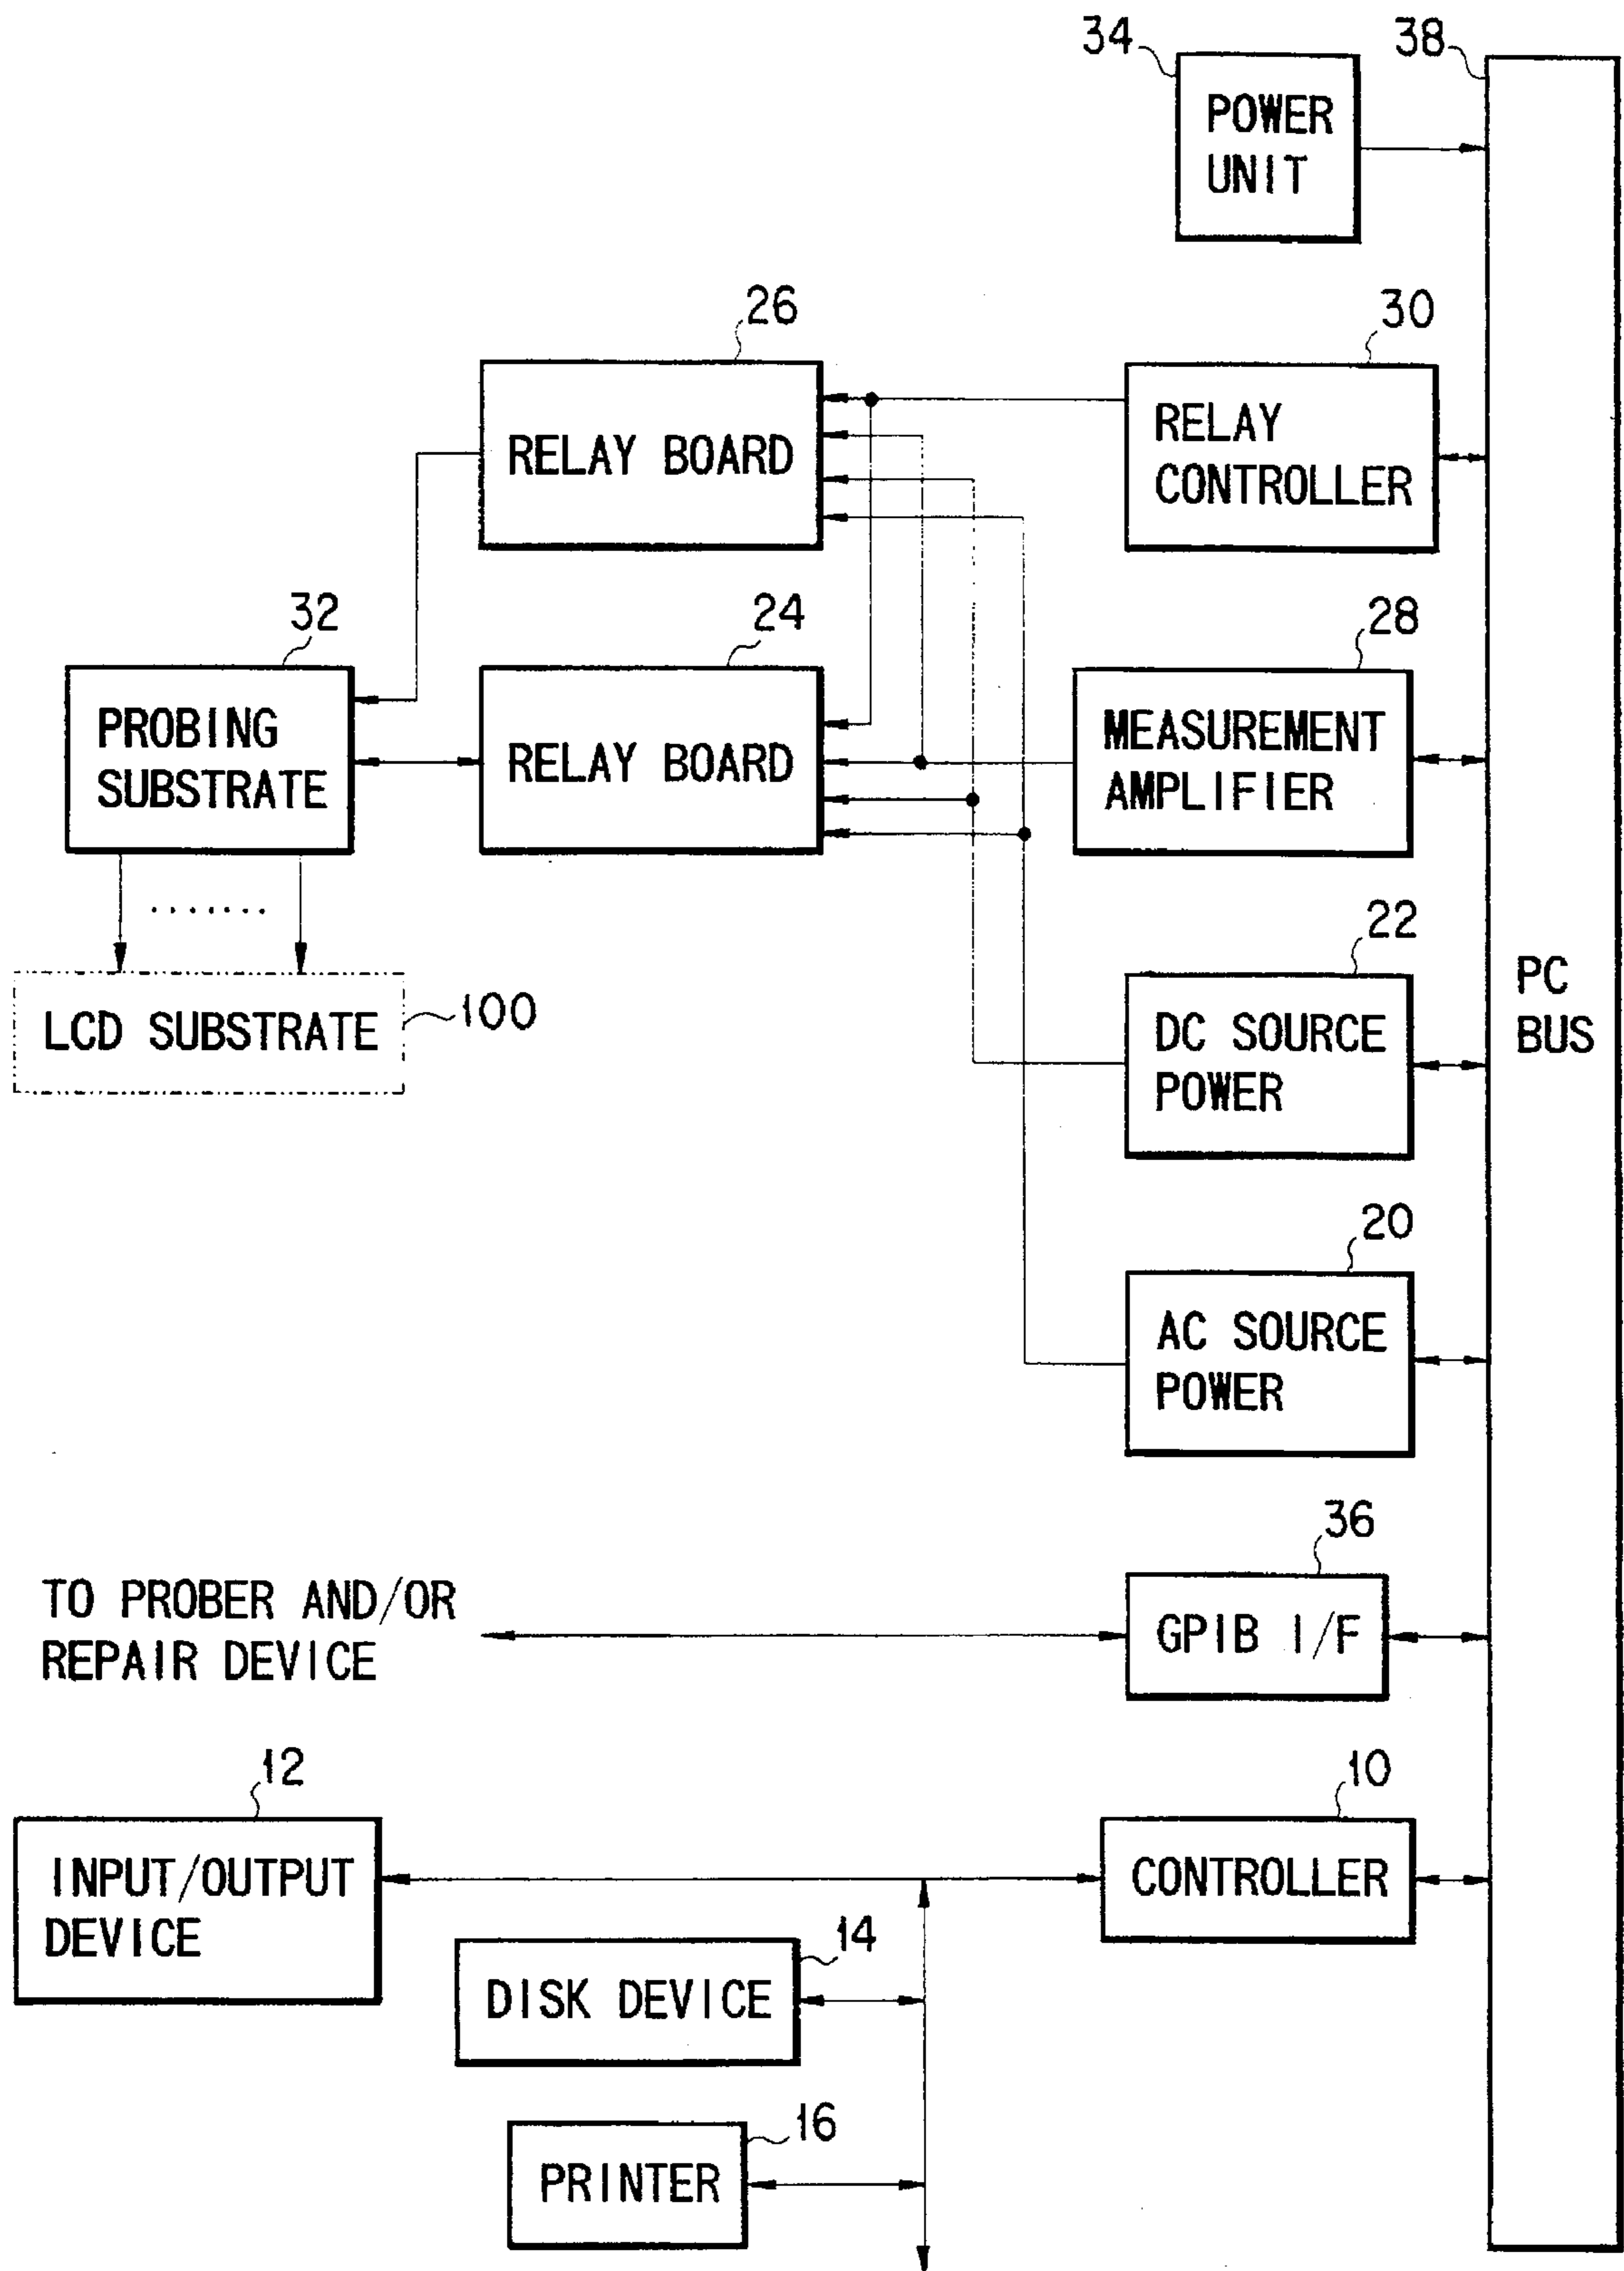 34
38
POWER
UNIT
26
30
RELAY BOARD
RELAY
CONTROLLER
32
24
28
PROBING
SUBSTRATE
RELAY BOARD
MEASUREMENT
AMPLIFIER
22
LCD SUBSTRATE
100
DC SOURCE
POWER
PC
BUS
20
AC SOURCE
POWER
36
TO PROBER AND/OR
REPAIR DEVICE
GPIB I/F
12
10
INPUT/OUTPUT
DEVICE
CONTROLLER
14
DISK DEVICE
16
PRINTER